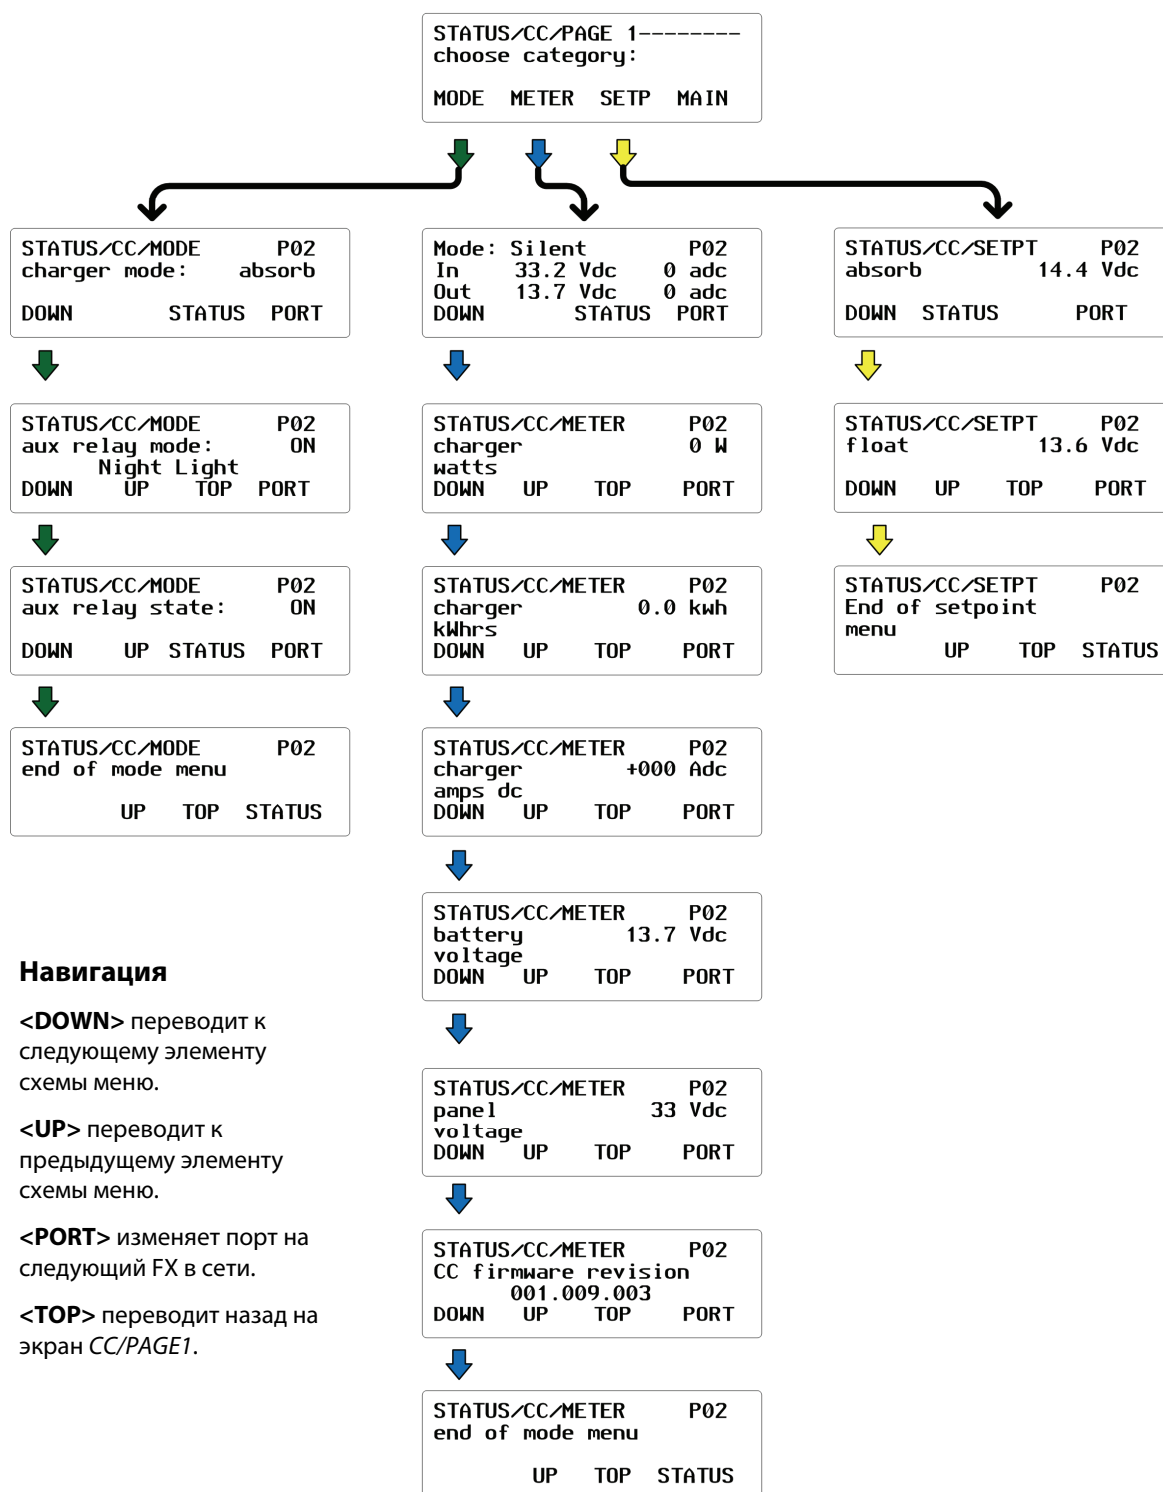 STATUS/CC/PAGE 1--------
choose category:
MODE METER SETP MAIN
STATUS/CC/MODE P02
charger mode: absorb
DOWN STATUS PORT
STATUS/CC/MODE P02
aux relay mode: ON
Night Light
DOWN UP TOP PORT
STATUS/CC/MODE P02
aux relay state: ON
DOWN UP STATUS PORT
STATUS/CC/MODE P02
end of mode menu
UP TOP STATUS
Mode: Silent P02
In 33.2 Vdc 0 adc
Out 13.7 Vdc 0 adc
DOWN STATUS PORT
STATUS/CC/METER P02
charger 0 W
watts
DOWN UP TOP PORT
STATUS/CC/METER P02
charger 0.0 kwh
kWhrs
DOWN UP TOP PORT
STATUS/CC/METER P02
charger +000 Adc
amps dc
DOWN UP TOP PORT
STATUS/CC/METER P02
battery 13.7 Vdc
voltage
DOWN UP TOP PORT
STATUS/CC/METER P02
panel 33 Vdc
voltage
DOWN UP TOP PORT
STATUS/CC/METER P02
CC firmware revision
001.009.003
DOWN UP TOP PORT
STATUS/CC/METER P02
end of mode menu
UP TOP STATUS
STATUS/CC/SETPT P02
absorb 14.4 Vdc
DOWN STATUS PORT
STATUS/CC/SETPT P02
float 13.6 Vdc
DOWN UP TOP PORT
STATUS/CC/SETPT P02
End of setpoint
menu
UP TOP STATUS
Навигация
<DOWN> переводит к
следующему элементу
схемы меню.
<UP> переводит к
предыдущему элементу
схемы меню.
<PORT> изменяет порт на
следующий FX в сети.
<TOP> переводит назад на
экран CC/PAGE1.